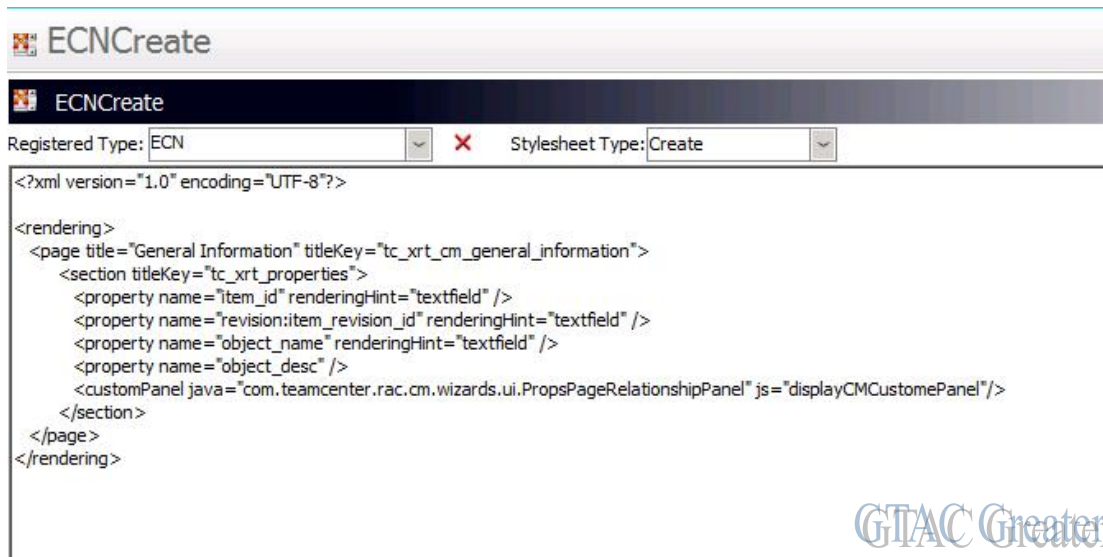 ECNCreate
ECNCreate
Registered Type: ECN Stylesheet Type: Create
<?xml version="1.0" encoding="UTF-8"?>
<rendering>
<page title="General Information" titleKey="tc_xrt_cm_general_information">
<section titleKey="tc_xrt_properties">
<property name="item_id" renderingHint="textfield" />
<property name="revision:item_revision_id" renderingHint="textfield" />
<property name="object_name" renderingHint="textfield" />
<property name="object_desc" />
<customPanel java="com.teamcenter.rac.cm.wizards.ui.PropsPageRelationshipPanel" js="displayCMCustomePanel"/>
</section>
</page>
</rendering>
GTAC Greater